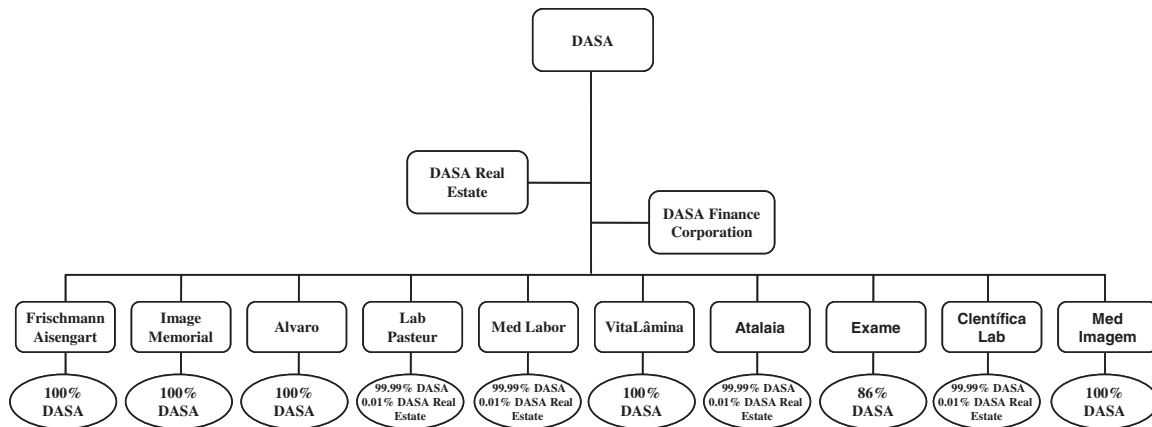 DASA
DASA Real
Estate
DASA Finance
Corporation
Frischmann
Aisengart
Image
Memorial
Alvaro
Lab
Pasteur
Med Labor
VitaLâmina
Atalaia
Exame
Clentífica
Lab
Med
Imagem
100%
DASA
100%
DASA
100%
DASA
99.99% DASA
0.01% DASA Real
Estate
99.99% DASA
0.01% DASA Real
Estate
100%
DASA
99.99% DASA
0.01% DASA Real
Estate
86%
DASA
99.99% DASA
0.01% DASA Real
Estate
100%
DASA